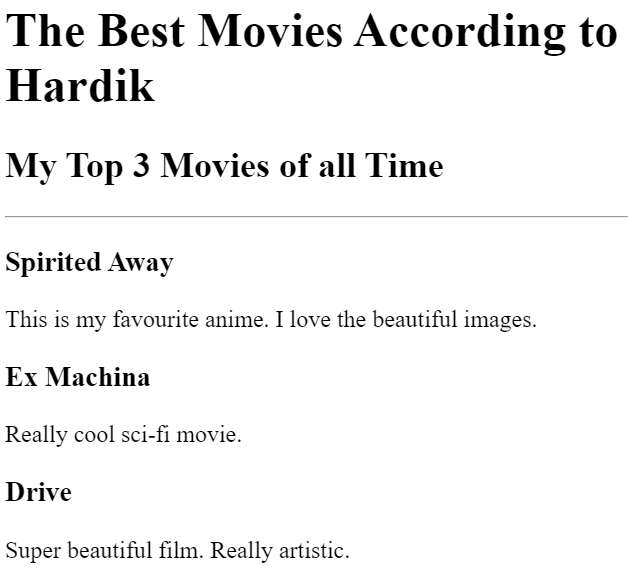 The Best Movies According to
Hardik
My Top 3 Movies of all Time
Spirited Away
This is my favourite anime. I love the beautiful images.
Ex Machina
Really cool sci-fi movie.
Drive
Super beautiful film. Really artistic.